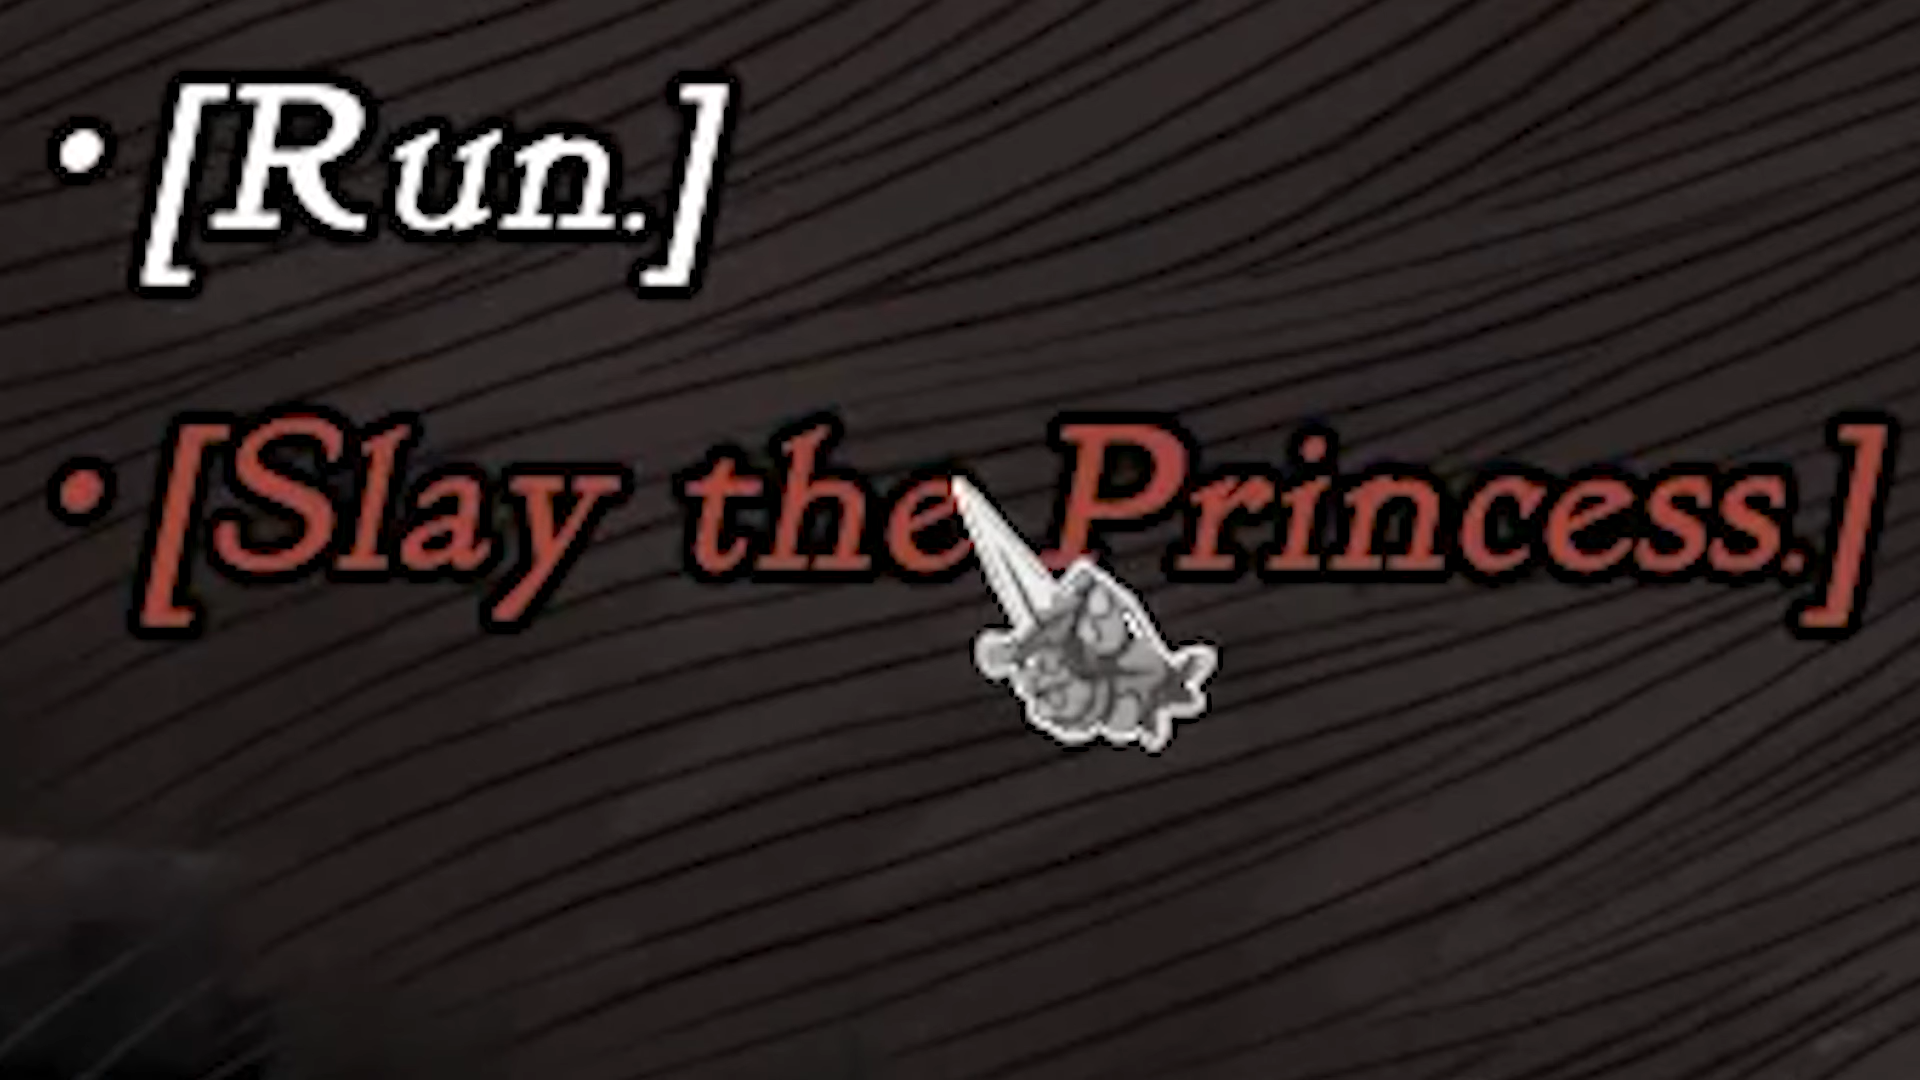 • [Run.]
• [Slay the Princess.]